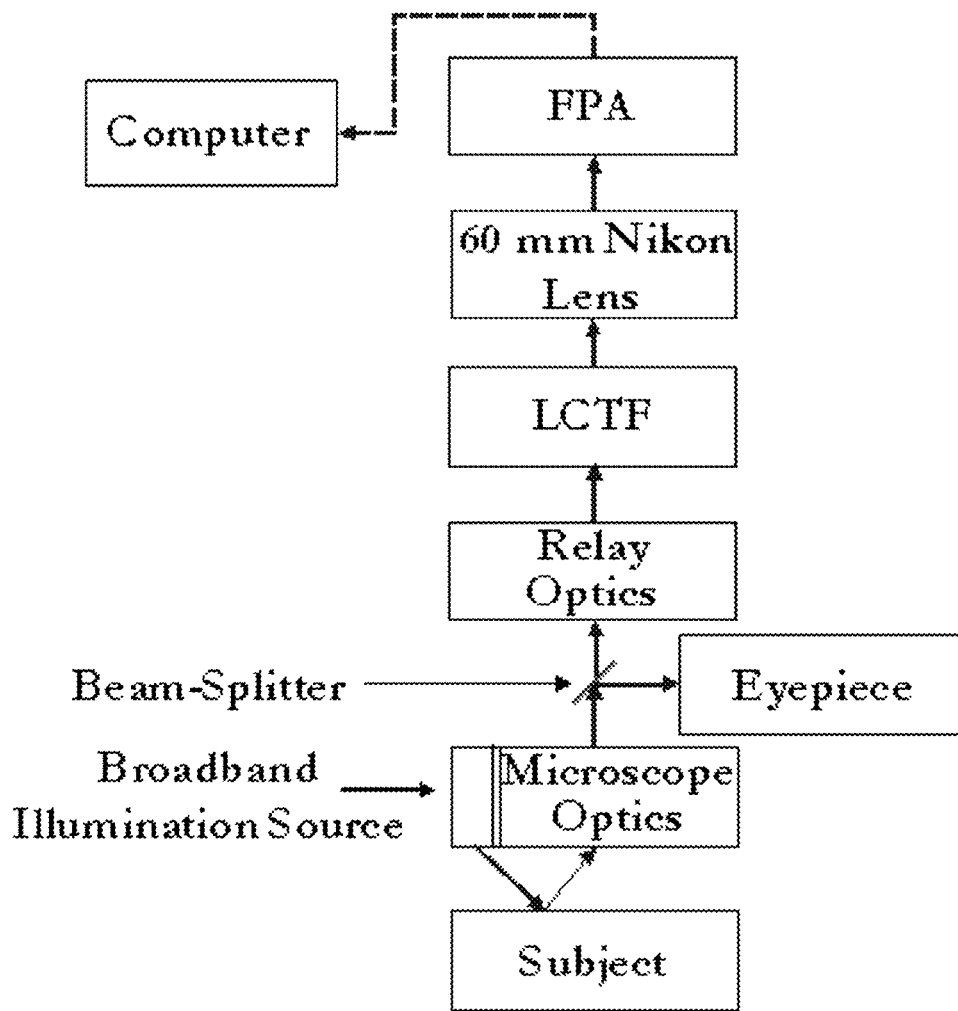 FPA
Computer
60 mm Nikon
Lens
LCTF
Relay
Optics
Beam-Splitter
Eyepiece
Broadband
Illumination Source
Microscope
Optics
Subject